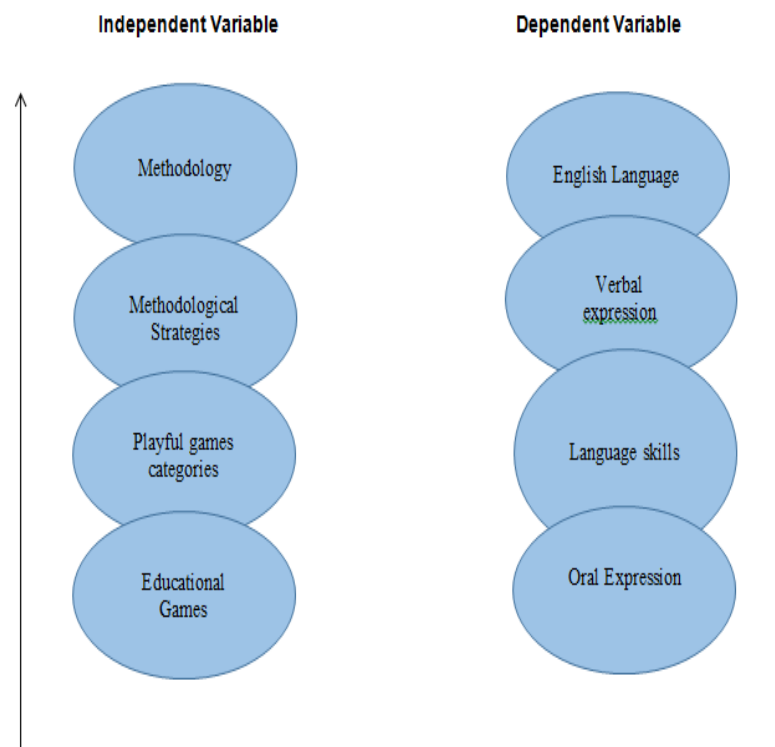 Independent Variable
Methodology
Methodological
Strategies
Playful games
categories
Educational
Games
Dependent Variable
English Language
Verbal
expression
Language skills
Oral Expression